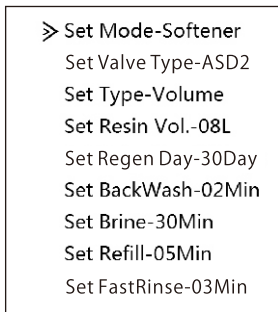 ⪢ Set Mode-Softener
Set Valve Type-ASD2
Set Type-Volume
Set Resin Vol.-08L
Set Regen Day-30Day
Set BackWash-02Min
Set Brine-30Min
Set Refill-05Min
Set FastRinse-03Min